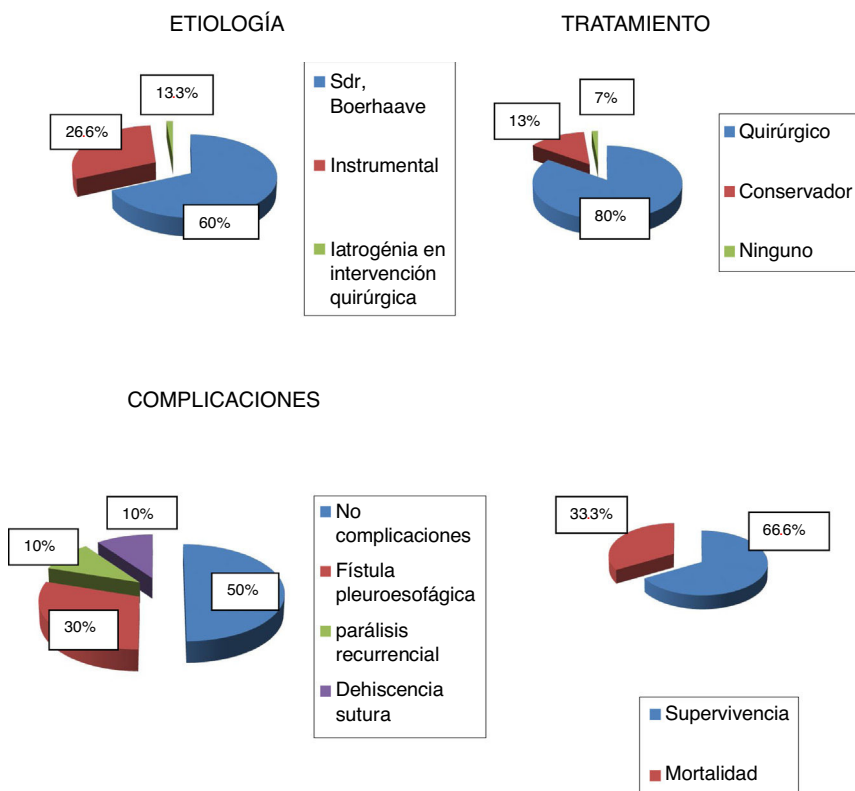 ETIOLOGÍA
13.3%
26.6%
60%
Sdr,
Boerhaave
Instrumental
Iatrogénia en
intervención
quirúrgica
TRATAMIENTO
7%
13%
80%
Quirúrgico
Conservador
Ninguno
COMPLICACIONES
10%
10%
50%
30%
No
complicaciones
Fístula
pleuroesofágica
parálisis
recurrencial
Dehiscencia
sutura
33.3%
66.6%
Supervivencia
Mortalidad